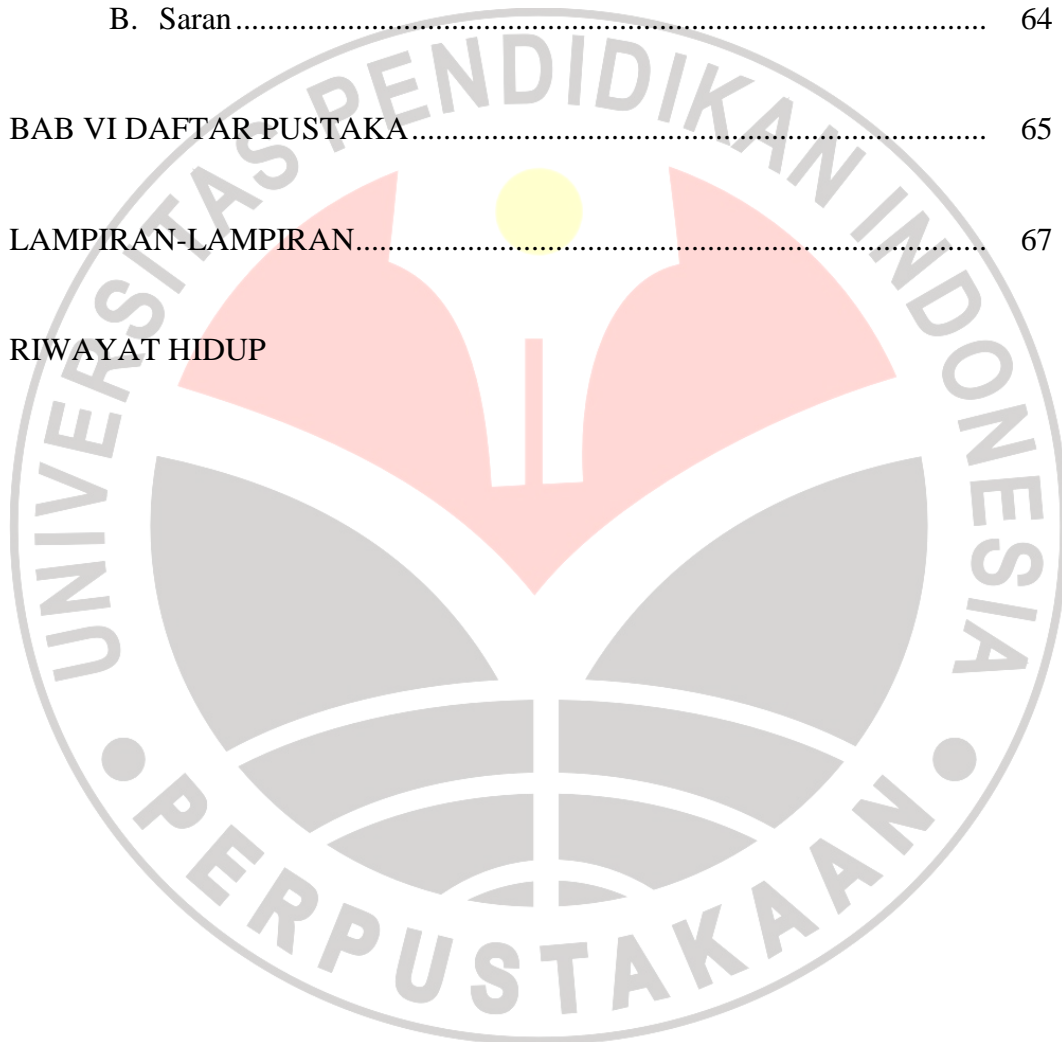 B. Saran........................................................................................... 64
BAB VI DAFTAR PUSTAKA...................................................................... 65
LAMPIRAN-LAMPIRAN............................................................................ 67
RIWAYAT HIDUP
UNIVERSITAS PENDIDIKAN INDONESIA
PERPUSTAKAAN